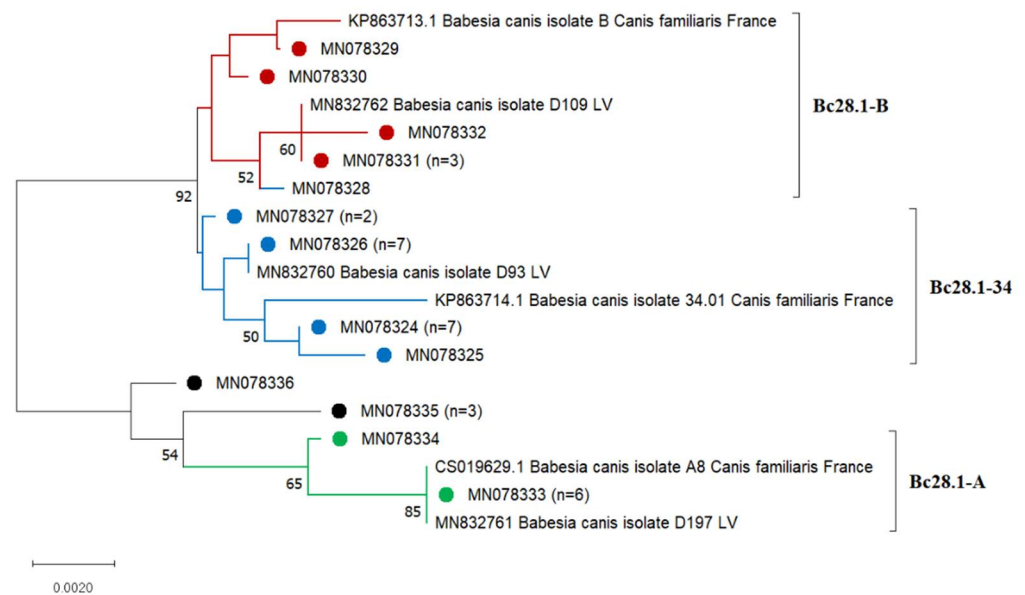 KP863713.1 Babesia canis isolate B Canis familiaris France
MN078329
MN078330
MN832762 Babesia canis isolate D109 LV
Bc28.1-B
MN078332
60
MN078331 (n=3)
52
MN078328
92
MN078327 (n=2)
MN078326 (n=7)
MN832760 Babesia canis isolate D93 LV
Bc28.1-34
KP863714.1 Babesia canis isolate 34.01 Canis familiaris France
MN078324 (n=7)
50
MN078325
MN078336
MN078335 (n=3)
MN078334
54
CS019629.1 Babesia canis isolate A8 Canis familiaris France
65
Bc28.1-A
MN078333 (n=6)
85
MN832761 Babesia canis isolate D197 LV
0.0020